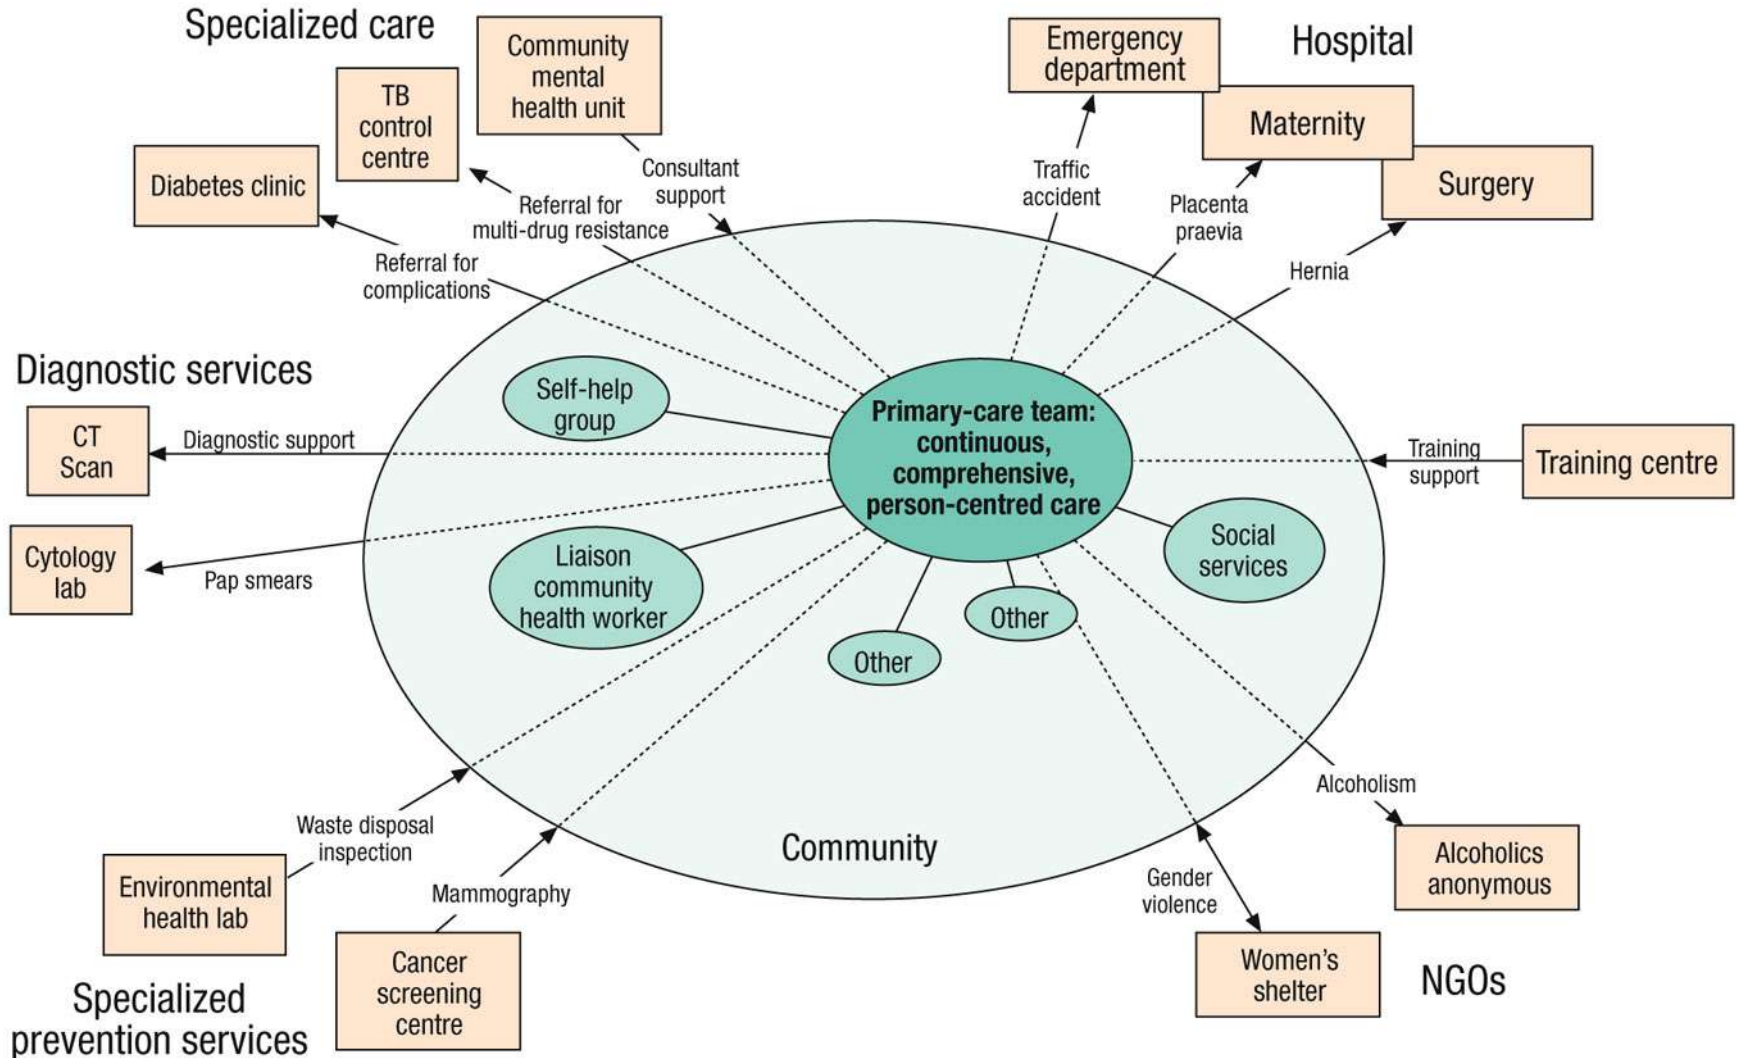 Specialized care
Community
mental
health unit
TB
control
centre
Diabetes clinic
Consultant
support
Referral for
multi-drug resistance
Referral for
complications
Emergency
department
Hospital
Maternity
Surgery
Traffic
accident
Placenta
praevia
Hernia
Diagnostic services
CT
Scan
Diagnostic support
Cytology
lab
Pap smears
Self-help
group
Primary-care team:
continuous,
comprehensive,
person-centred care
Training
support
Training centre
Liaison
community
health worker
Social
services
Other
Other
Community
Waste disposal
inspection
Environmental
health lab
Mammography
Cancer
screening
centre
Specialized
prevention services
Alcoholism
Alcoholics
anonymous
Gender
violence
Women's
shelter
NGOs